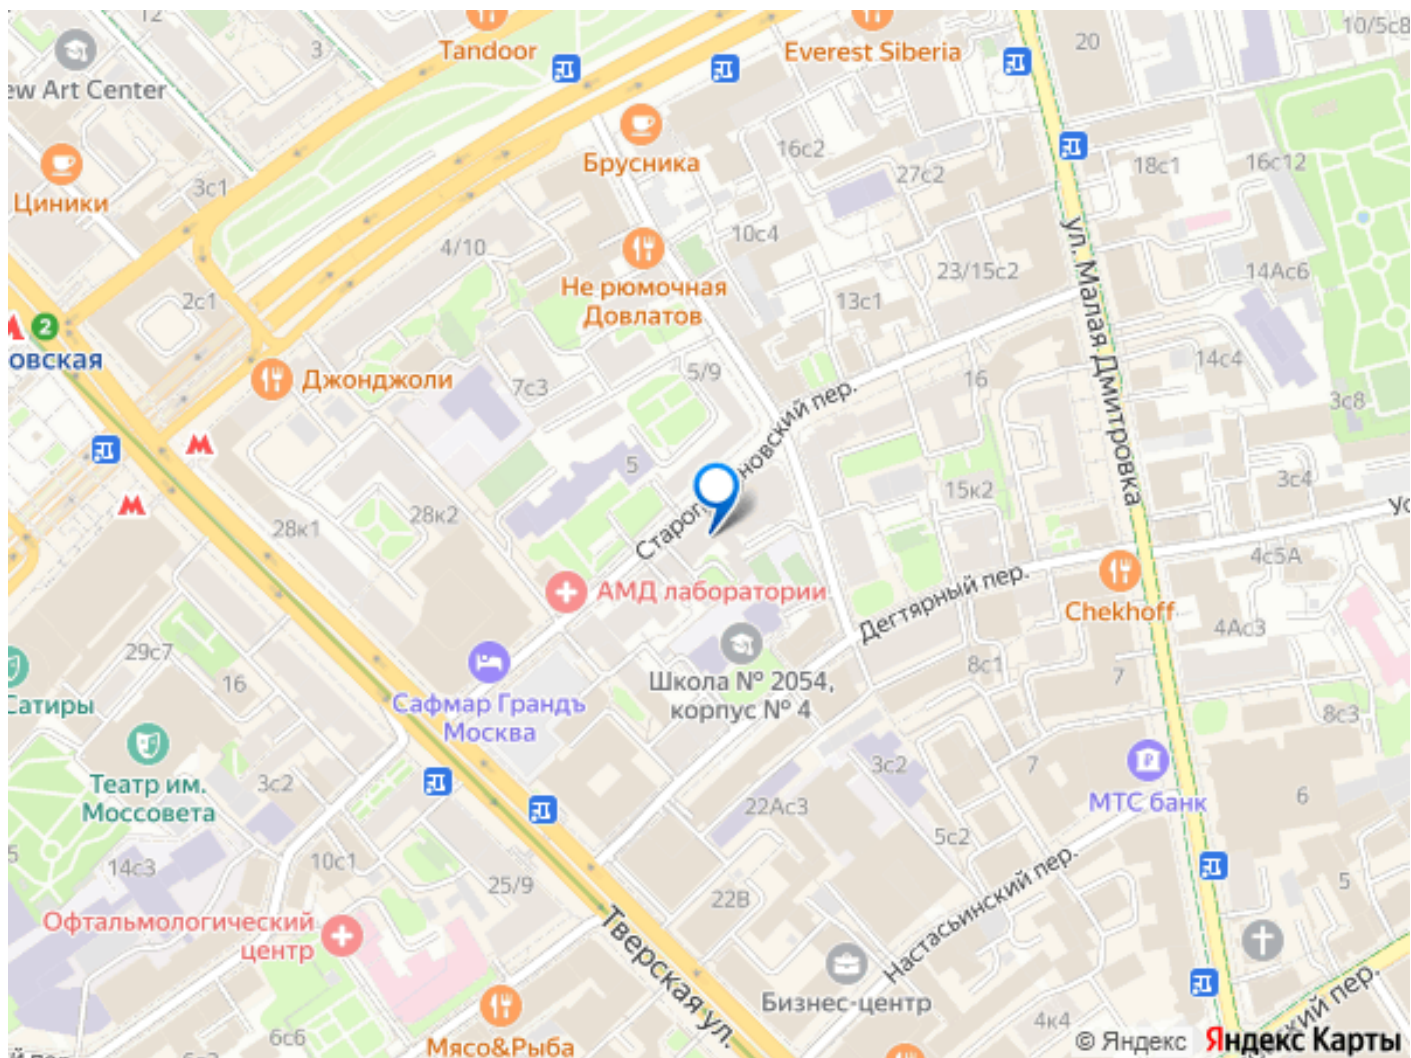 12
3
Tandoor
Everest Siberia
20
10/5с8
ew Art Center
Брусника
16с2
27с2
18с1
16с12
Циники
3с1
4/10
10с4
23/15с2
14Ас6
2с1
Не рюмочная
Довлатов
13с1
ул. Малая Дмитровка
2
овская
Джонджоли
7с3
5/9
16
14с4
3с8
5
15к2
3с4
28к1
28к2
4с5А
АМД лаборатории
Дегтярный пер.
Chekhoff
4Ас3
29с7
16
Сатиры
Сафмар Грандъ
Москва
Школа № 2054,
корпус № 4
8с1
7
8с3
Театр им.
Моссовета
3с2
3с2
7
МТС банк
6
22Ас3
5с2
5
14с3
10с1
25/9
22В
5
Офтальмологический
центр
Тверская ул.
Настасьинский пер.
Бизнес-центр
6с6
Мясо&Рыба
4к4
© Яндекс Яндекс Карты